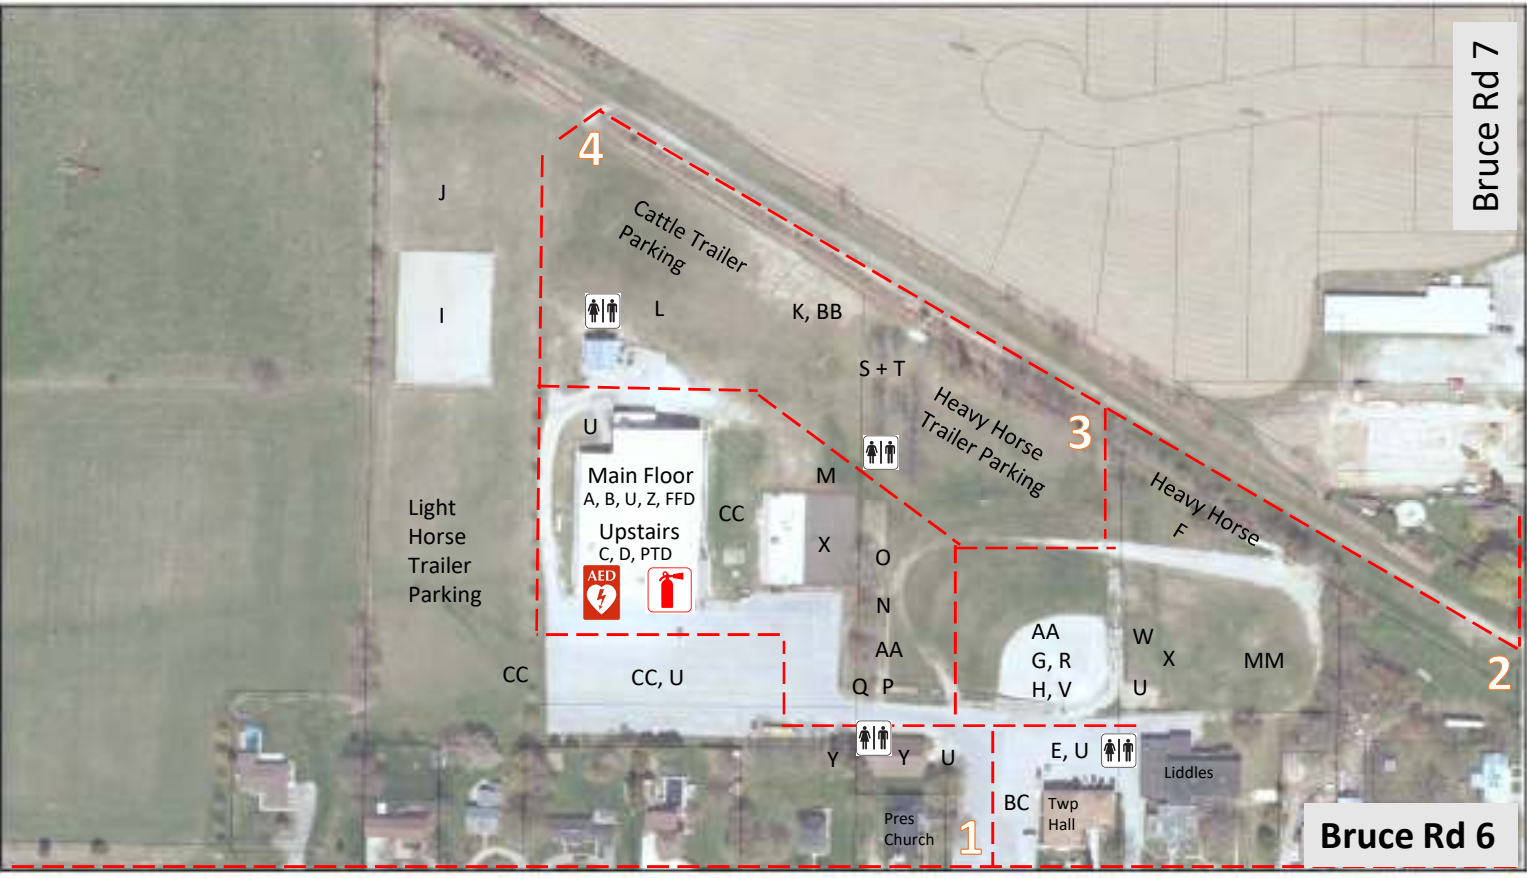 Bruce Rd 7
4
J
Cattle Trailer
Parking
I
L
K, BB
S + T
Heavy Horse
Trailer Parking
3
U
Main Floor
A, B, U, Z, FFD
Upstairs
C, D, PTD
AED
M
CC
X
Heavy Horse
F
Light
Horse
Trailer
Parking
O
N
AA
Q P
AA
G, R
H, V
W
X
U
MM
2
CC
CC, U
Y
Y
U
E, U
Liddles
BC
Twp
Hall
Pres
Church
1
Bruce Rd 6